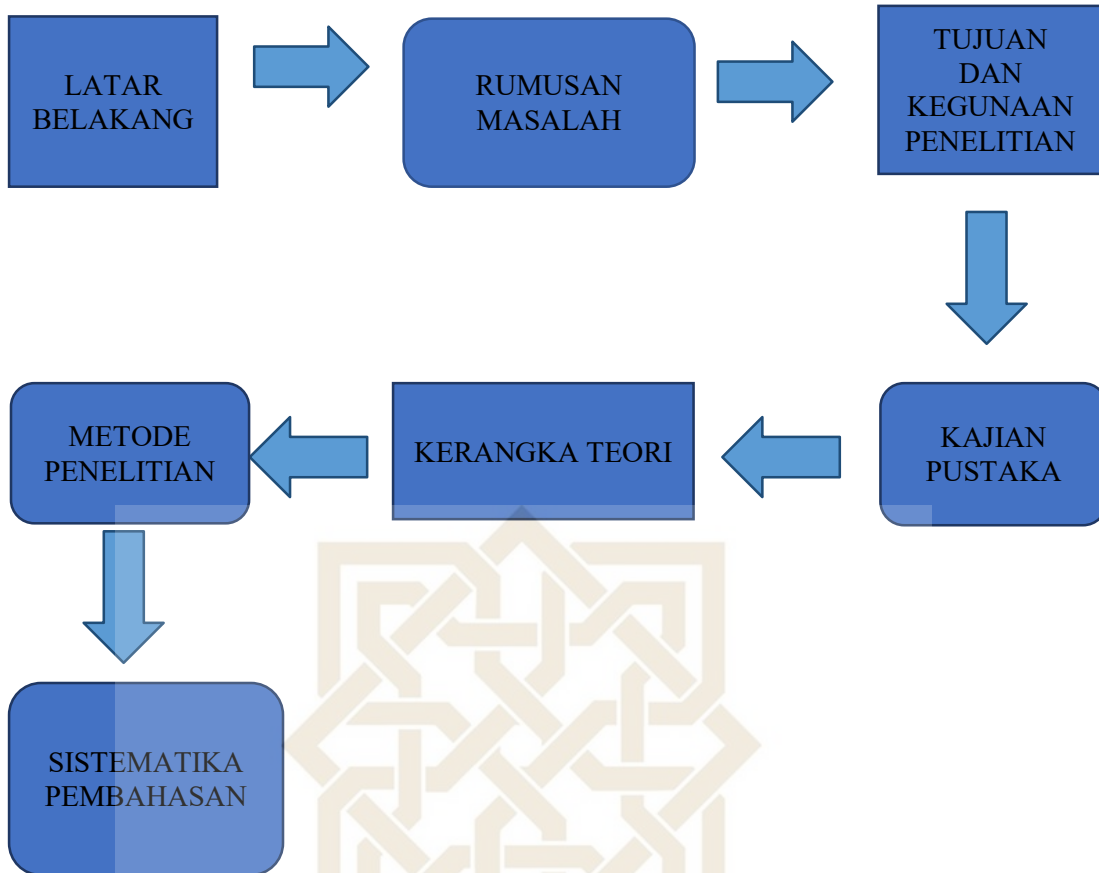 LATAR
BELAKANG
RUMUSAN
MASALAH
TUJUAN
DAN
KEGUNAAN
PENELITIAN
KAJIAN
PUSTAKA
KERANGKA TEORI
METODE
PENELITIAN
SISTEMATIKA
PEMBAHASAN